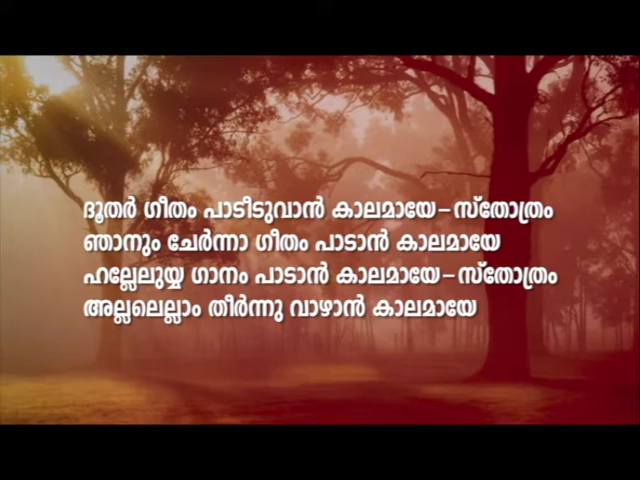 ദൂതർ ഗീതം പാടീടുവാൻ കാലമായേ–സ്തോത്രം
ഞാനും ചേർന്നാ ഗീതം പാടാൻ കാലമായേ
ഹല്ലേലുയ്യ ഗാനം പാടാൻ കാലമായേ–സ്തോത്രം
അല്ലലെല്ലാം തീർന്നു വാഴാൻ കാലമായേ